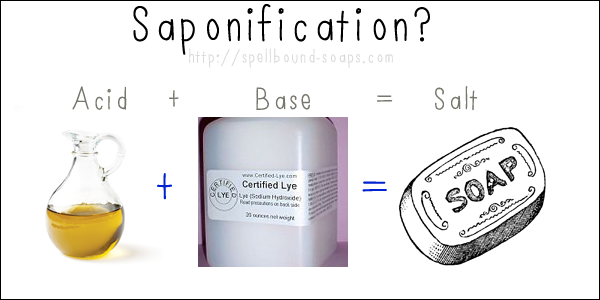 Saponification?
http://spellbound-soaps.com
Acid + Base = Salt
+ =
www.Certified-Lye.com
Certified Lye
Lye (Sodium Hydroxide)
Read precautions on back side
20 ounces net weight
CERTIFIED
LYE
SOAP